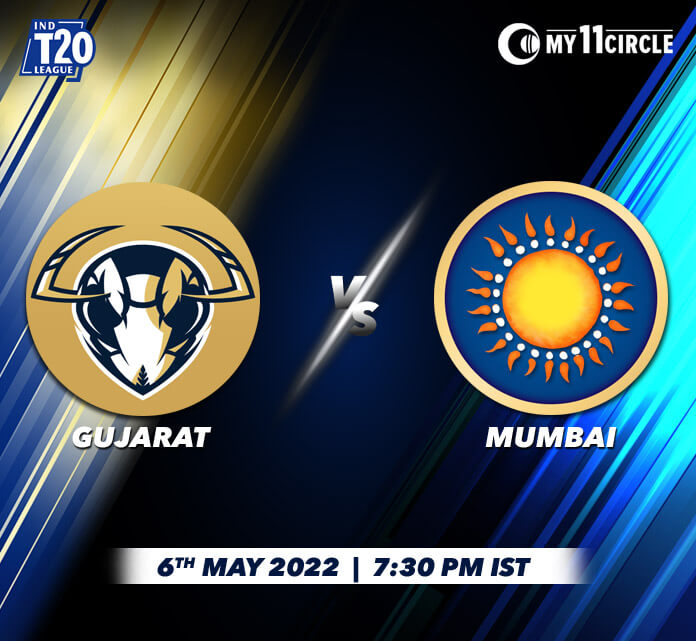 IND
T20
LEAGUE
MY11CIRCLE
VS
GUJARAT
MUMBAI
6TH MAY 2022 | 7:30 PM IST